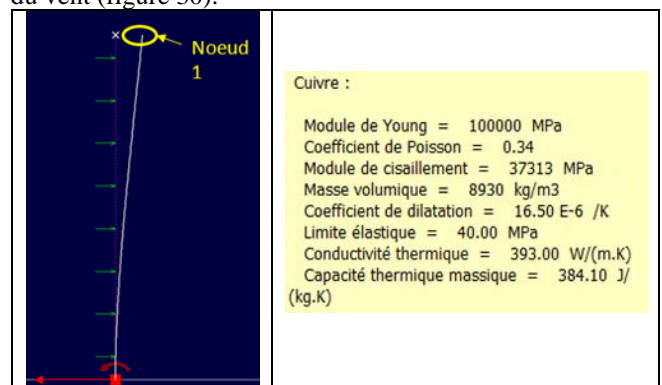 du vent (figure 30).
Noeud
1
Cuivre :
Module de Young = 100000 MPa
Coefficient de Poisson = 0.34
Module de cisaillement = 37313 MPa
Masse volumique = 8930 kg/m3
Coefficient de dilatation = 16.50 E-6 /K
Limite élastique = 40.00 MPa
Conductivité thermique = 393.00 W/(m.K)
Capacité thermique massique = 384.10 J/
(kg.K)